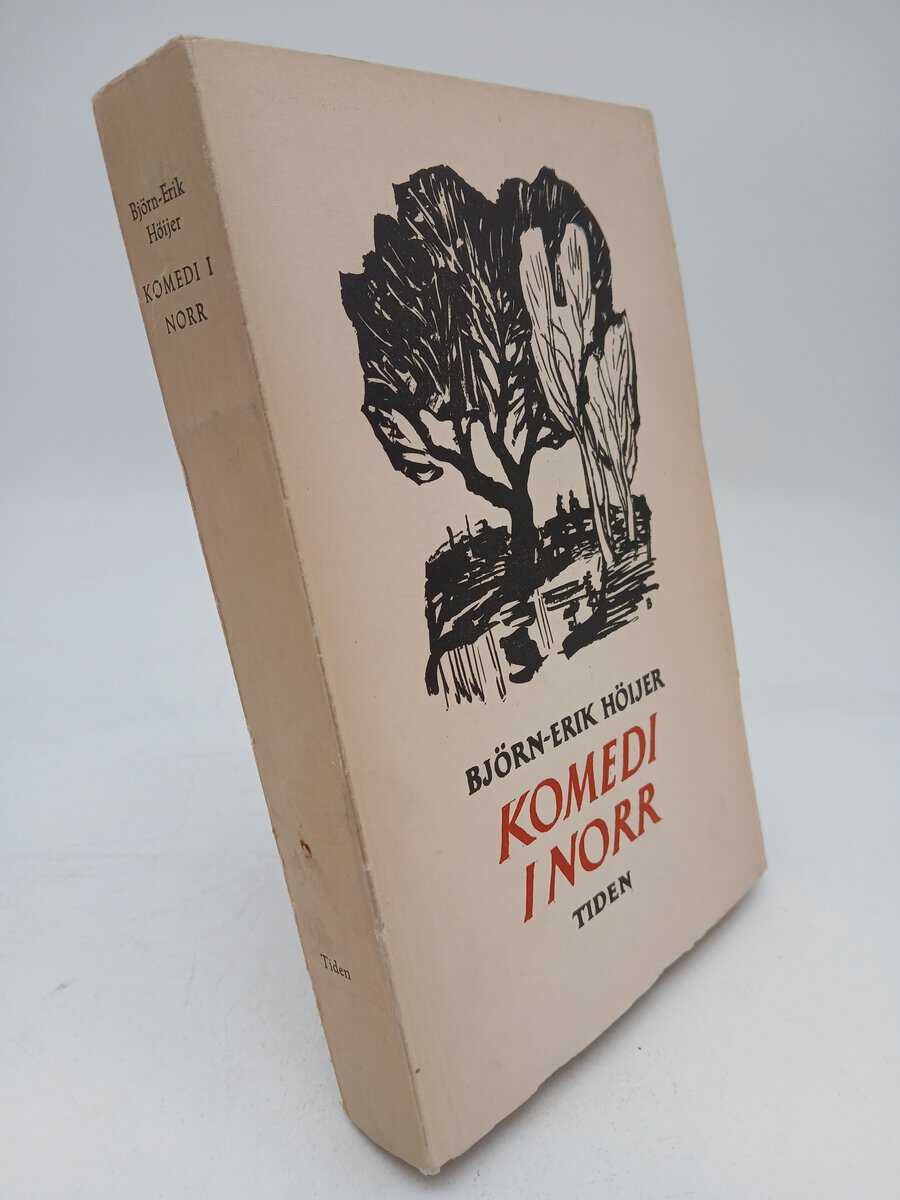 Björn-Erik
Höijer
KOMEDI I
NORR
Tiden
B
BJÖRN-ERIK HÖIJER
KOMEDI
I NORR
TIDEN